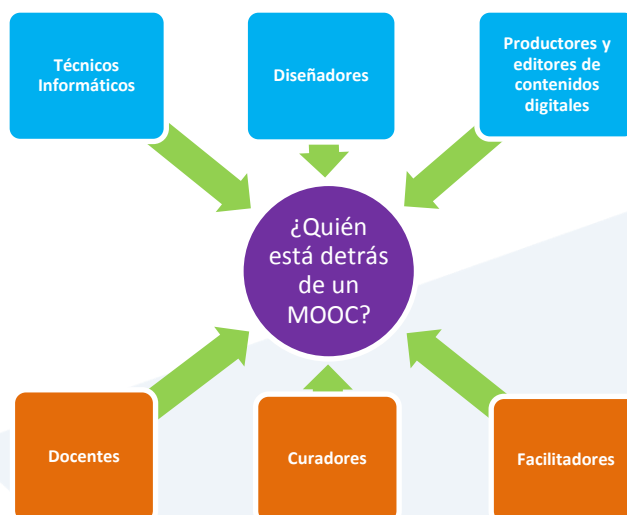 Técnicos
Informáticos
Diseñadores
Productores y
editores de
contenidos
digitales
¿Quién
está detrás
de un
MOOC?
Docentes
Curadores
Facilitadores